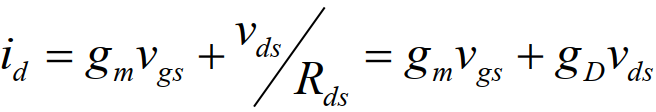 i_d = g_m v_gs + v_ds / R_ds = g_m v_gs + g_D v_ds